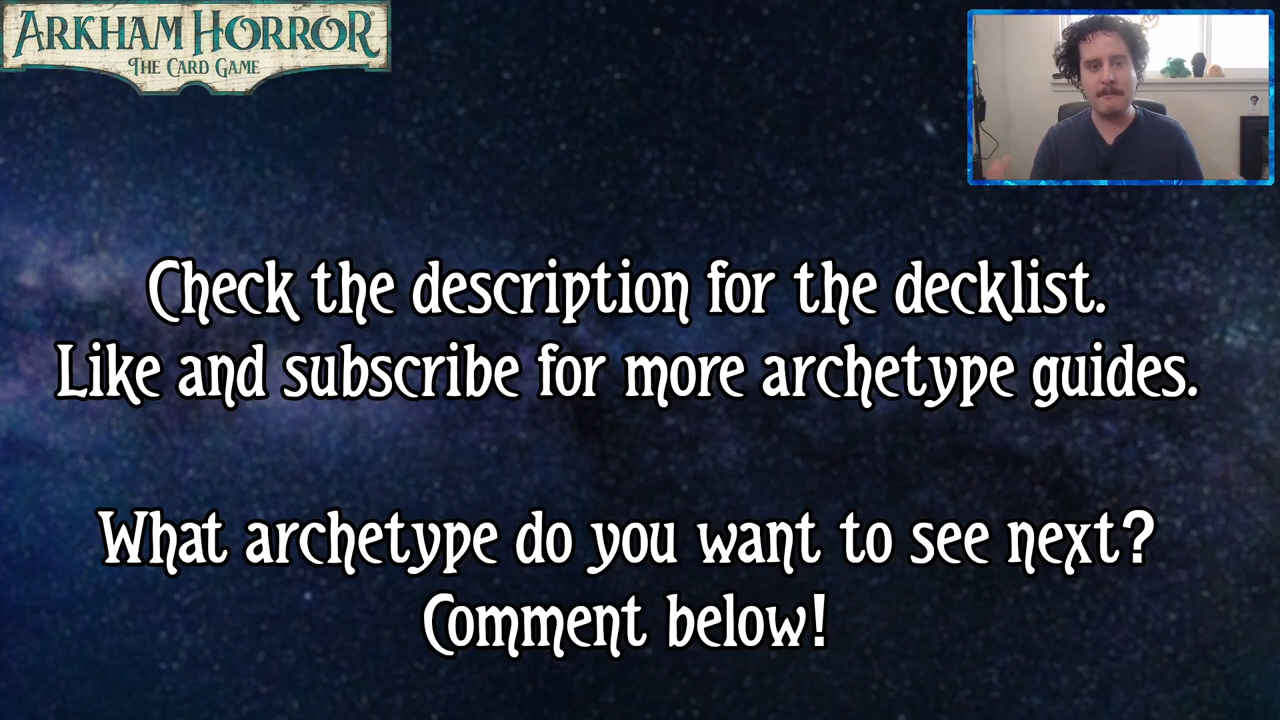 ARKHAM HORROR
THE CARD GAME
Check the description for the decklist.
Like and subscribe for more archetype guides.
What archetype do you want to see next?
Comment below!